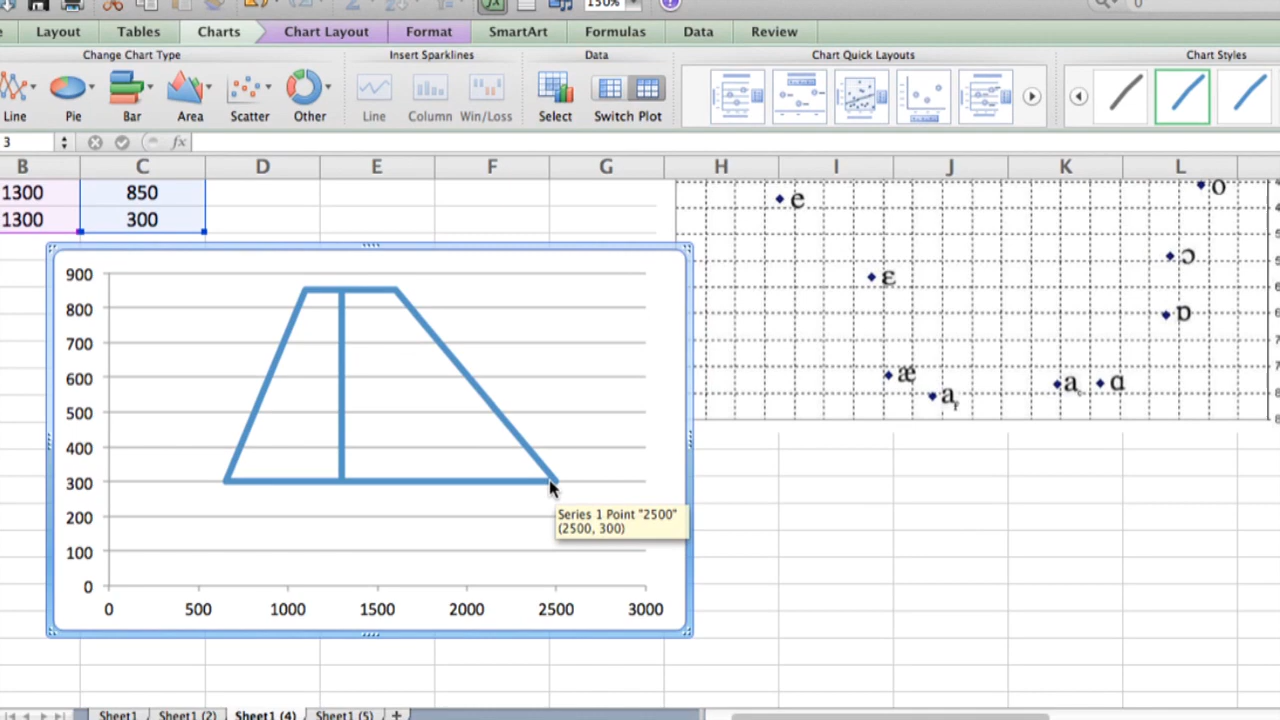 150%
Layout Tables Charts Chart Layout Format SmartArt Formulas Data Review
Change Chart Type Insert Sparklines Data Chart Quick Layouts Chart Styles
Line Pie Bar Area Scatter Other Line Column Win/Loss Select Switch Plot
3 fx
B C D E F G H I J K L
1300 850
1300 300
e
o
ɛ
ɔ
ɒ
æ
a
a
ɑ
900
800
700
600
500
400
300
200
100
0
0 500 1000 1500 2000 2500 3000
Series 1 Point "2500"
(2500, 300)
Sheet1 Sheet1 (2) Sheet1 (4) Sheet1 (5) +